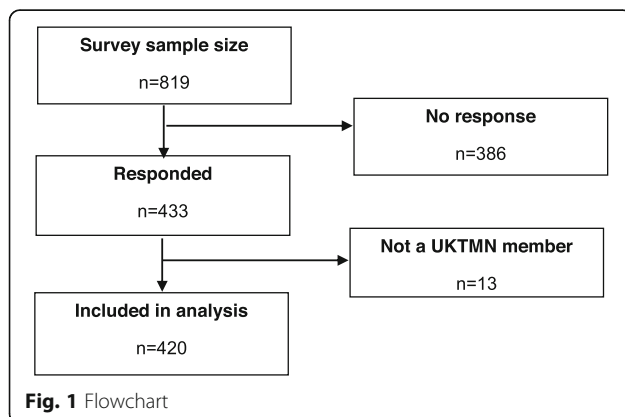 Survey sample size
n=819
No response
n=386
Responded
n=433
Not a UKTMN member
n=13
Included in analysis
n=420
Fig. 1 Flowchart